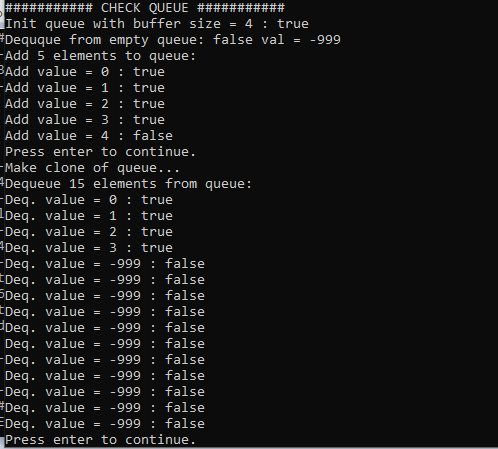 ########### CHECK QUEUE ###########
Init queue with buffer size = 4 : true
Dequque from empty queue: false val = -999
Add 5 elements to queue:
Add value = 0 : true
Add value = 1 : true
Add value = 2 : true
Add value = 3 : true
Add value = 4 : false
Press enter to continue.
Make clone of queue...
Dequeue 15 elements from queue:
Deq. value = 0 : true
Deq. value = 1 : true
Deq. value = 2 : true
Deq. value = 3 : true
Deq. value = -999 : false
Deq. value = -999 : false
Deq. value = -999 : false
Deq. value = -999 : false
Deq. value = -999 : false
Deq. value = -999 : false
Deq. value = -999 : false
Deq. value = -999 : false
Deq. value = -999 : false
Deq. value = -999 : false
Deq. value = -999 : false
Press enter to continue.